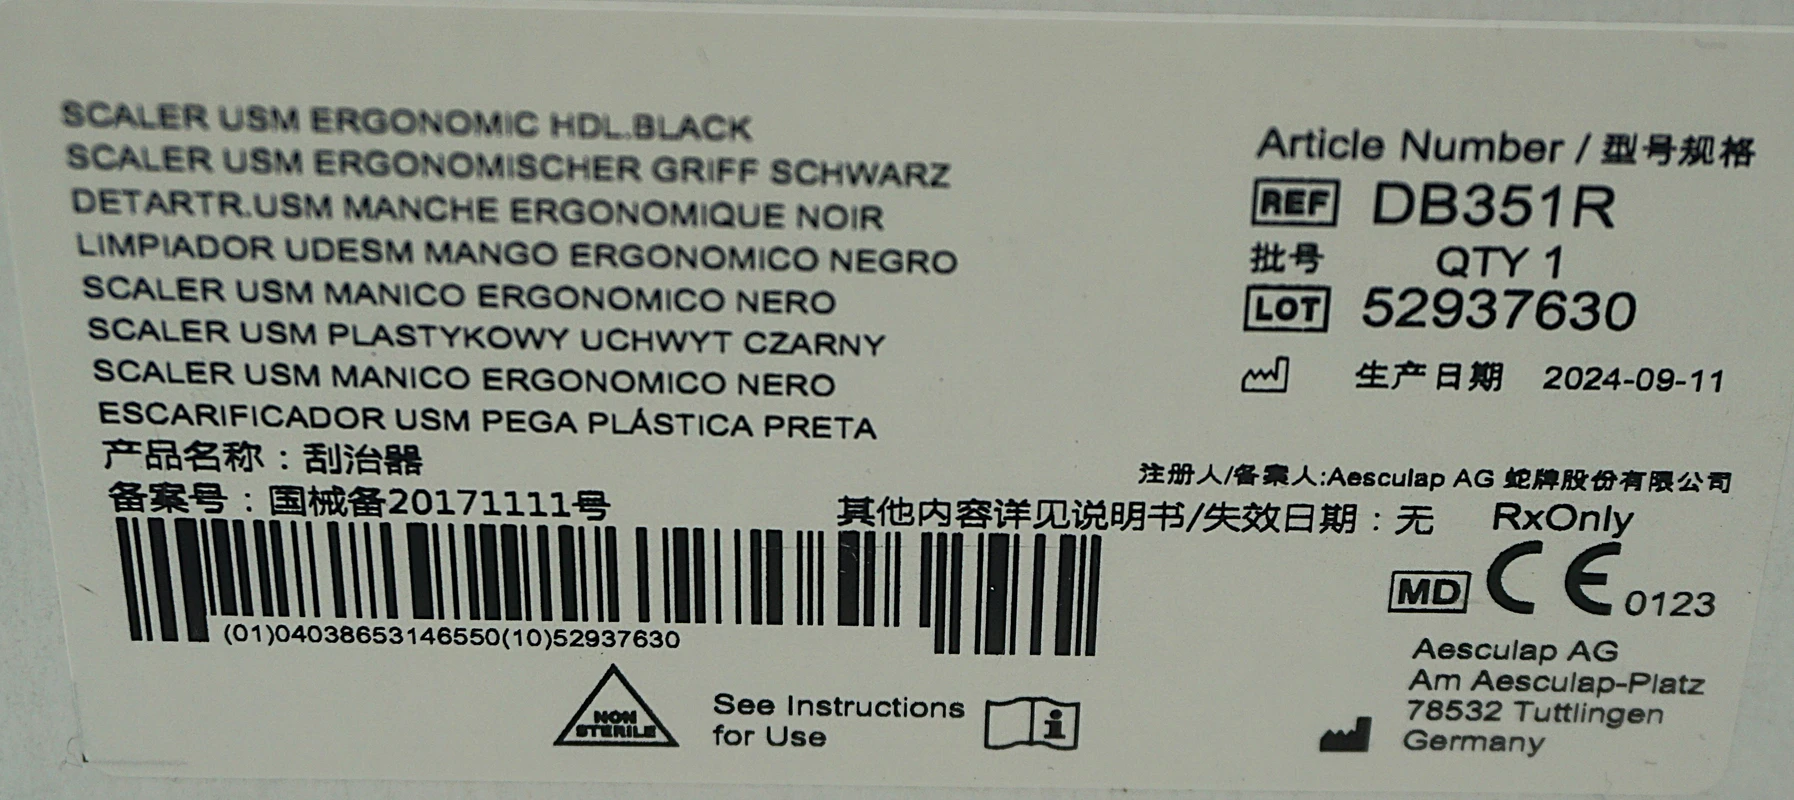 SCALER USM ERGONOMIC HDL.BLACK
SCALER USM ERGONOMISCHER GRIFF SCHWARZ
DETARTR.USM MANCHE ERGONOMIQUE NOIR
LIMPIADOR UDESM MANGO ERGONOMICO NEGRO
SCALER USM MANICO ERGONOMICO NERO
SCALER USM PLASTYKOWY UCHWYT CZARNY
SCALER USM MANICO ERGONOMICO NERO
ESCARIFICADOR USM PEGA PLÁSTICA PRETA
产品名称：刮治器
备案号：国械备20171111号
Article Number / 型号规格
REF DB351R
批号 QTY 1
LOT 52937630
生产日期 2024-09-11
注册人/备案人:Aesculap AG 蛇牌股份有限公司
其他内容详见说明书/失效日期：无 RxOnly
(01)04038653146550(10)52937630
MD CE 0123
NON STERILE
See Instructions
for Use
i
Aesculap AG
Am Aesculap-Platz
78532 Tuttlingen
Germany